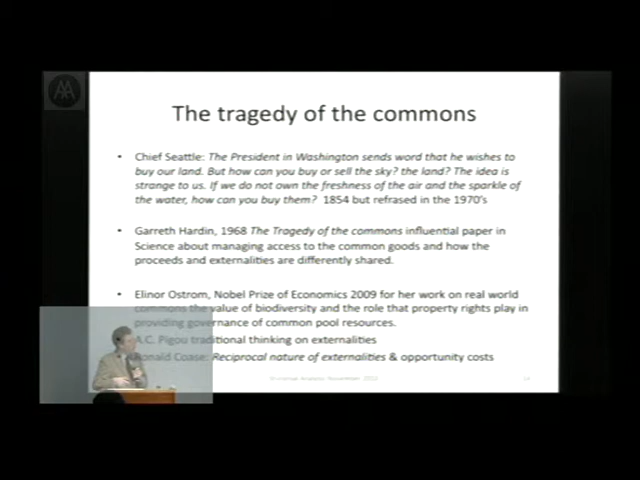 AA
The tragedy of the commons
• Chief Seattle: The President in Washington sends word that he wishes to
buy our land. But how can you buy or sell the sky? the land? The idea is
strange to us. If we do not own the freshness of the air and the sparkle of
the water, how can you buy them? 1854 but refrased in the 1970's
• Garreth Hardin, 1968 The Tragedy of the commons influential paper in
Science about managing access to the common goods and how the
proceeds and externalities are differently shared.
• Elinor Ostrom, Nobel Prize of Economics 2009 for her work on real world
commons the value of biodiversity and the role that property rights play in
providing governance of common pool resources.
A.C. Pigou traditional thinking on externalities
Ronald Coase: Reciprocal nature of externalities & opportunity costs